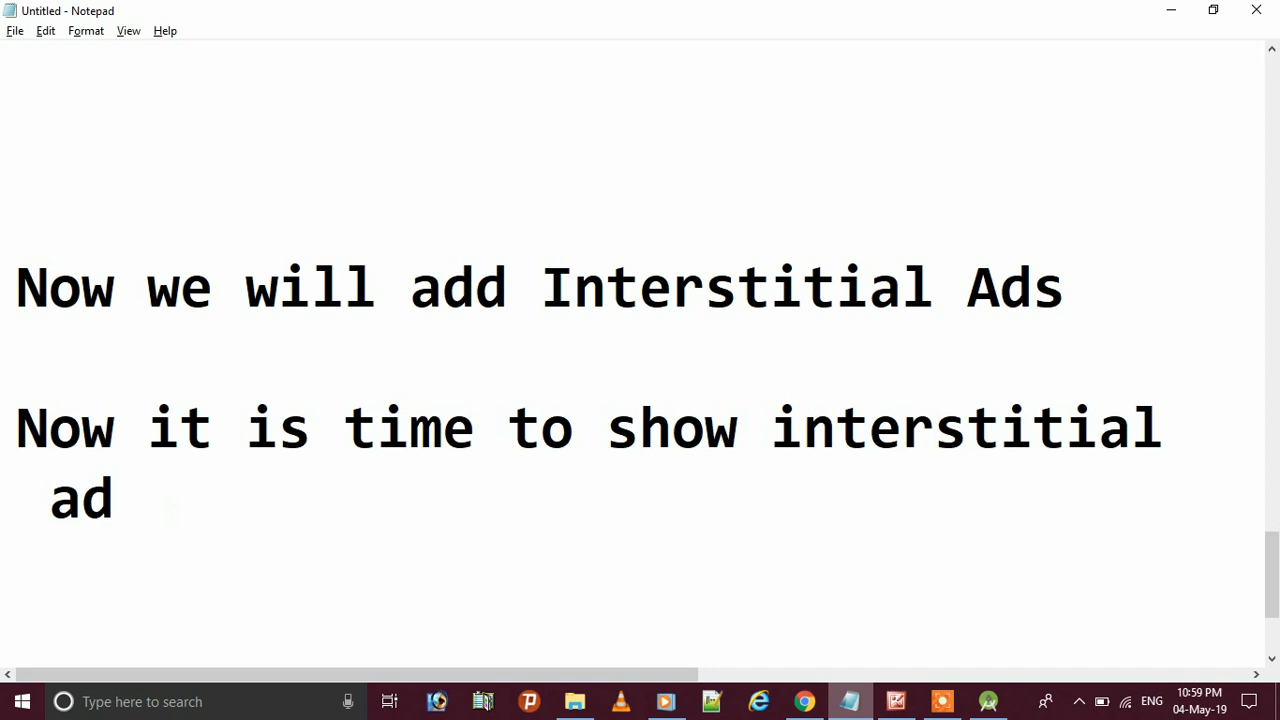 Untitled - Notepad
File Edit Format View Help
Now we will add Interstitial Ads
Now it is time to show interstitial
ad
Type here to search
ENG
10:59 PM
04-May-19